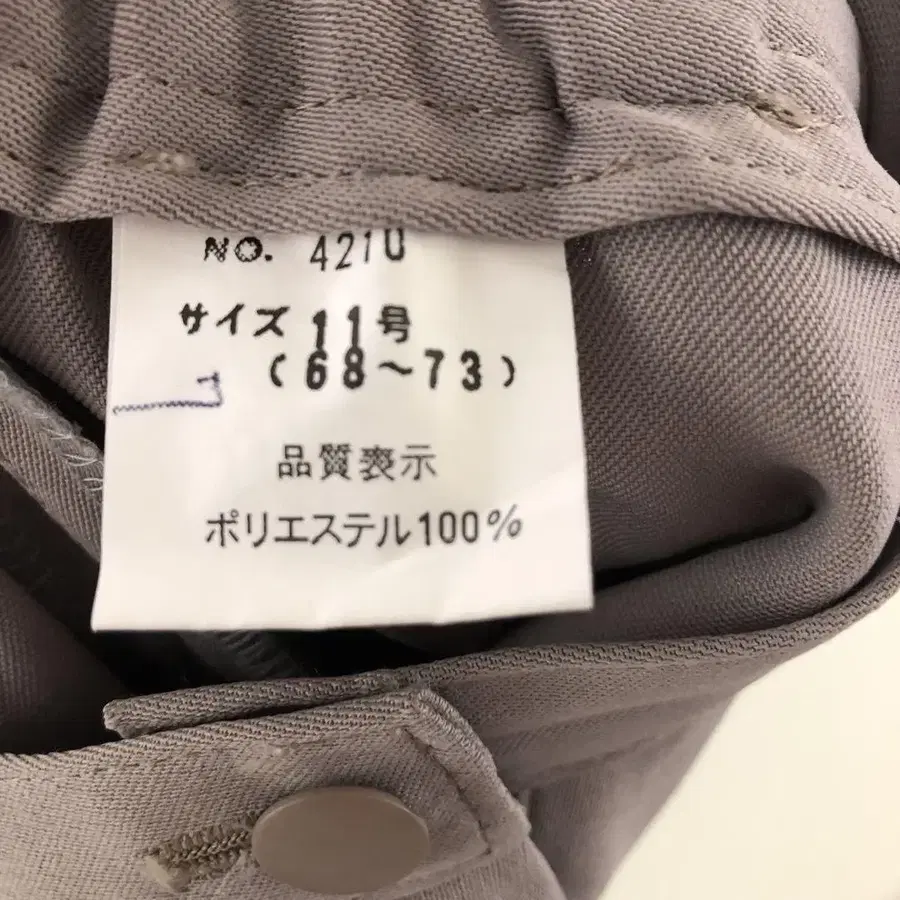 NO. 4210
サイズ 11号
(68～73)
品質表示
ポリエステル100%